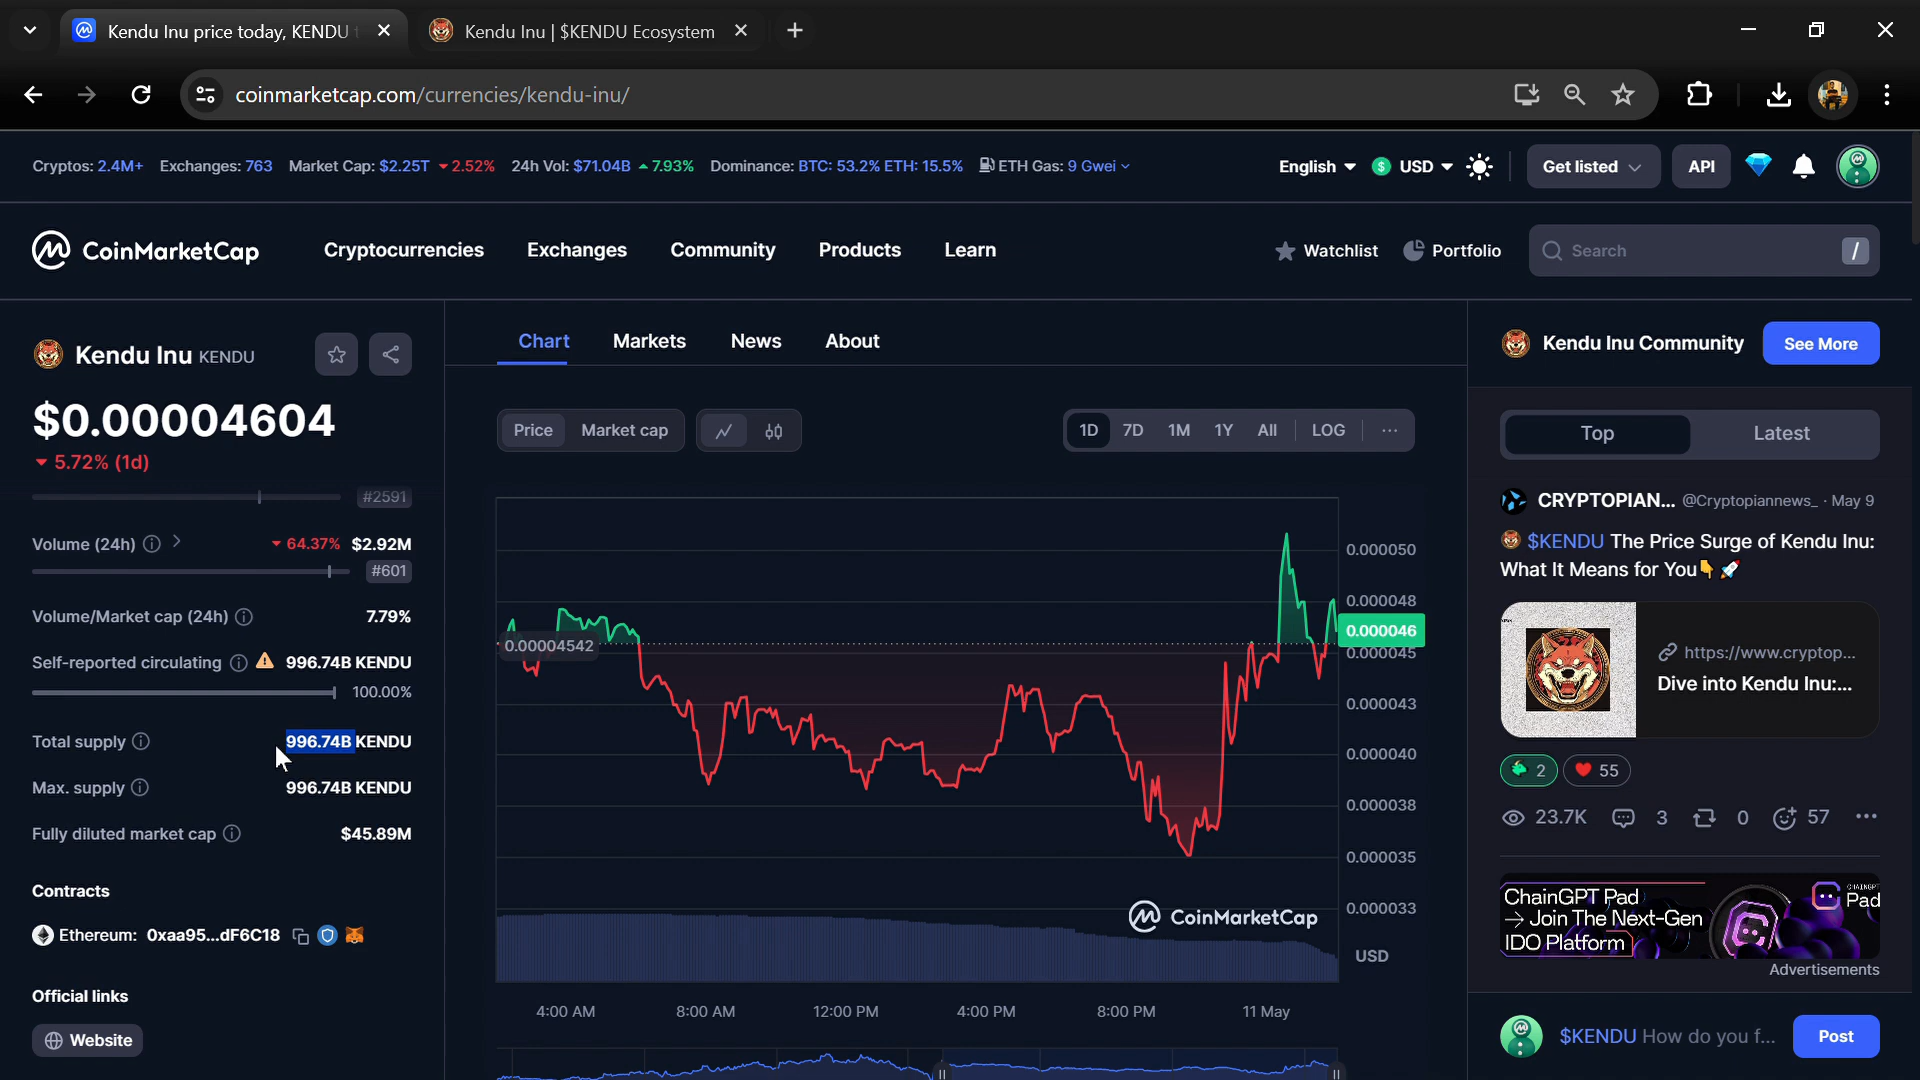 Kendu Inu price today, KENDU t
Kendu Inu | $KENDU Ecosystem
coinmarketcap.com/currencies/kendu-inu/
Cryptos: 2.4M+ Exchanges: 763 Market Cap: $2.25T 2.52% 24h Vol: $71.04B 7.93% Dominance: BTC: 53.2% ETH: 15.5% ETH Gas: 9 Gwei
English $ USD Get listed API
CoinMarketCap Cryptocurrencies Exchanges Community Products Learn Watchlist Portfolio Search /
Kendu Inu KENDU
$0.00004604
5.72% (1d)
#2591
Volume (24h) 64.37% $2.92M
#601
Volume/Market cap (24h) 7.79%
Self-reported circulating 996.74B KENDU
100.00%
Total supply 996.74B KENDU
Max. supply 996.74B KENDU
Fully diluted market cap $45.89M
Contracts
Ethereum: 0xaa95...dF6C18
Official links
Website
Chart Markets News About
Price Market cap 1D 7D 1M 1Y All LOG ...
0.000050
0.000048
0.000046
0.00004542
0.000045
0.000043
0.000040
0.000038
0.000035
0.000033
CoinMarketCap
USD
4:00 AM 8:00 AM 12:00 PM 4:00 PM 8:00 PM 11 May
Kendu Inu Community See More
Top Latest
CRYPTOPIAN... @Cryptopiannews_ · May 9
$KENDU The Price Surge of Kendu Inu:
What It Means for You
https://www.cryptop...
Dive into Kendu Inu:...
2 55
23.7K 3 0 57 ...
ChainGPT Pad
→ Join The Next-Gen
IDO Platform
CHAINGPT
Pad
Advertisements
$KENDU How do you f... Post